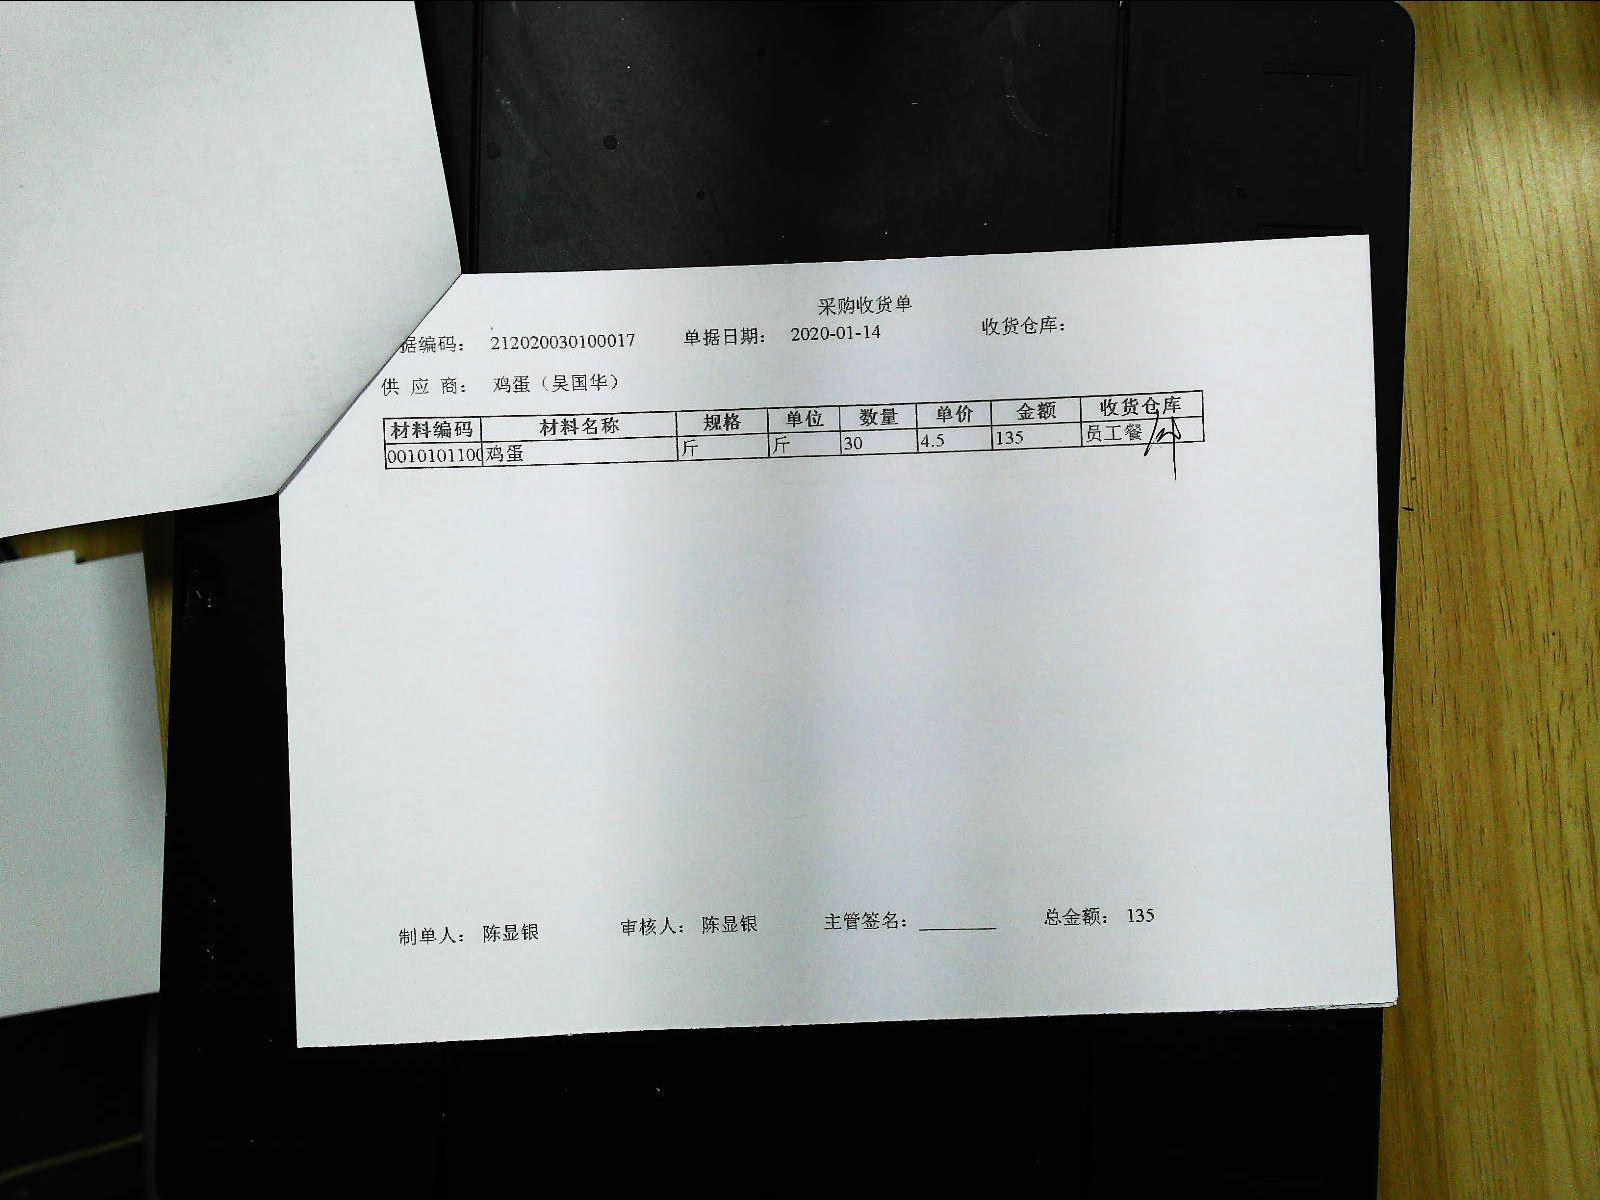 采购收货单
据编码： 212020030100017 单据日期： 2020-01-14 收货仓库：
供 应 商： 鸡蛋（吴国华）
材料编码 材料名称 规格 单位 数量 单价 金额 收货仓库
0010101100 鸡蛋 斤 斤 30 4.5 135 员工餐
制单人： 陈显银 审核人： 陈显银 主管签名：________ 总金额： 135